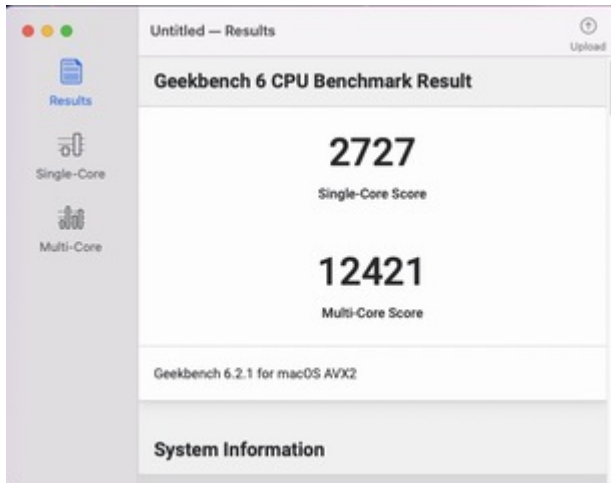 Untitled — Results
Upload
Results
Single-Core
Multi-Core
Geekbench 6 CPU Benchmark Result
2727
Single-Core Score
12421
Multi-Core Score
Geekbench 6.2.1 for macOS AVX2
System Information